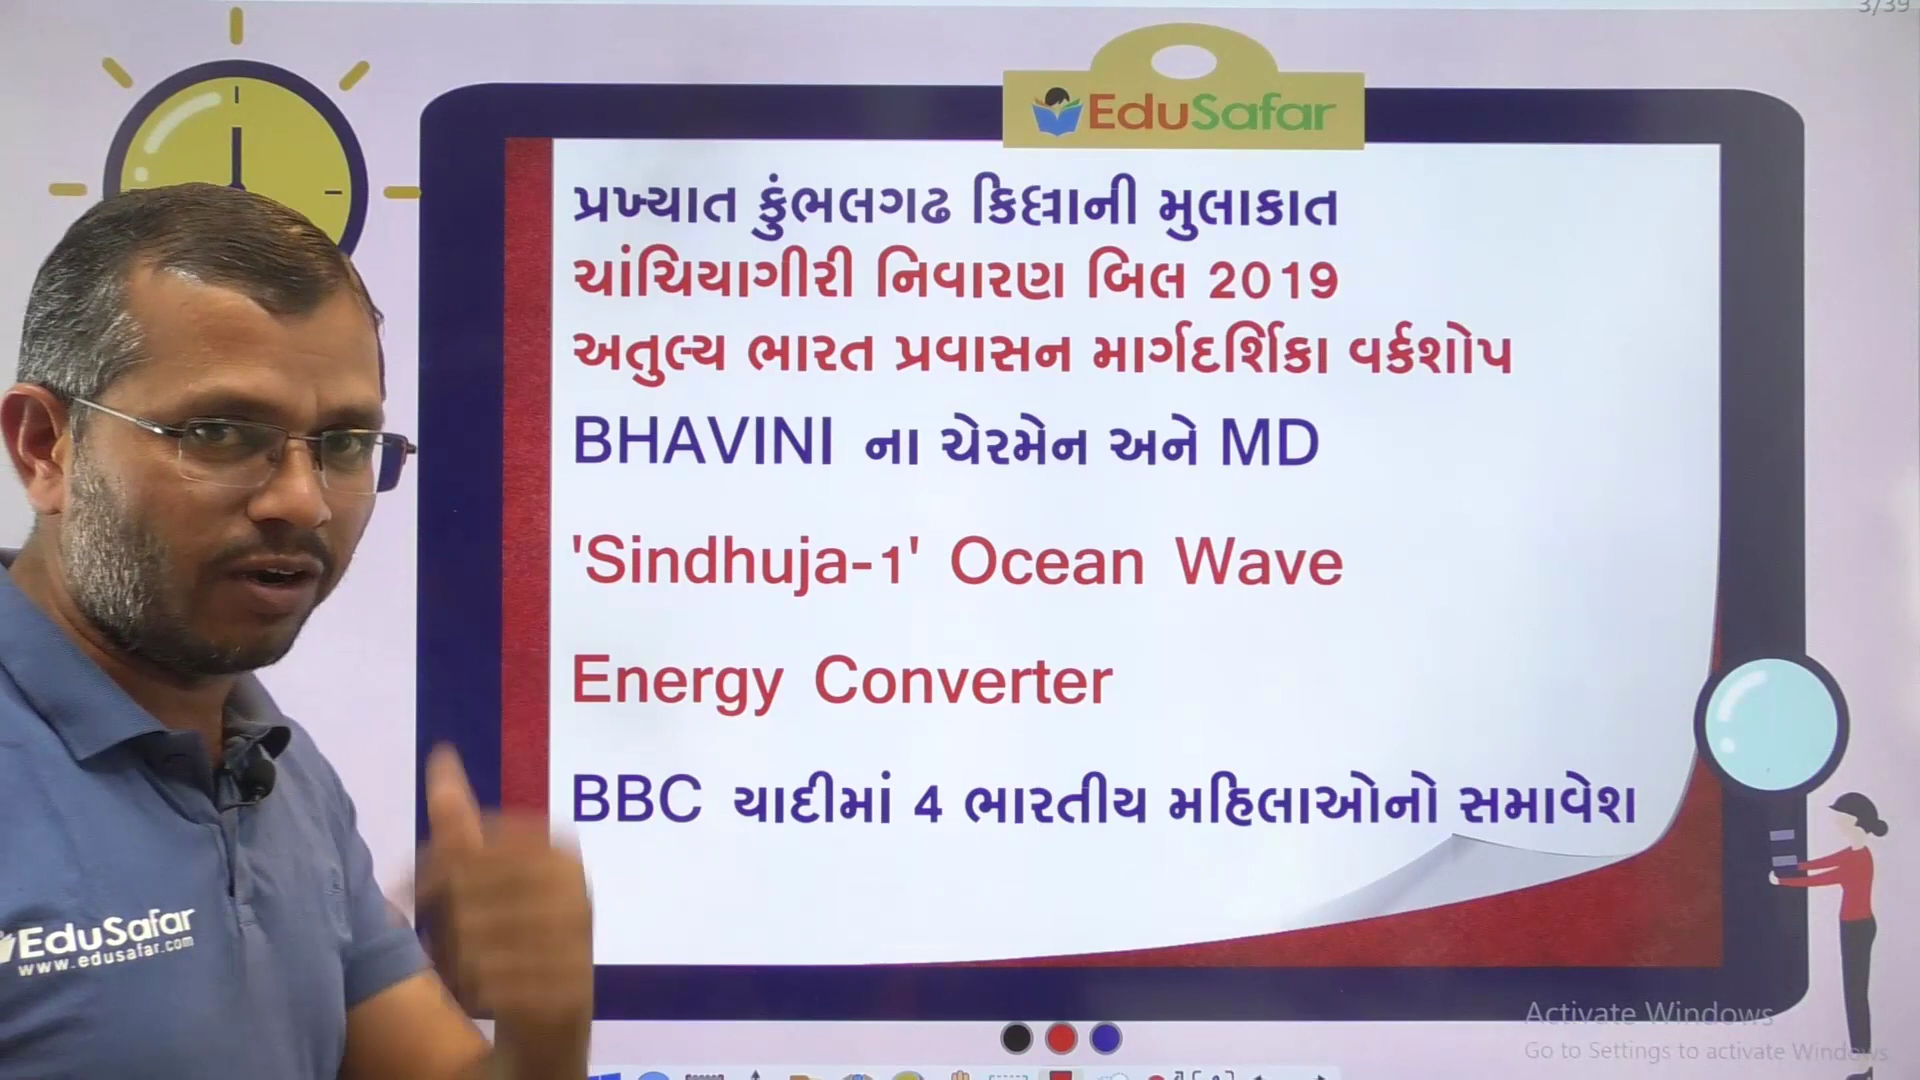 3/39
EduSafar
પ્રખ્યાત કુંભલગઢ કિલ્લાની મુલાકાત
ચાંચિયાગીરી નિવારણ બિલ 2019
અતુલ્ય ભારત પ્રવાસન માર્ગદર્શિકા વર્કશોપ
BHAVINI ના ચેરમેન અને MD
'Sindhuja-1' Ocean Wave
Energy Converter
BBC યાદીમાં 4 ભારતીય મહિલાઓનો સમાવેશ
EduSafar
www.edusafar.com
Activate Windows
Go to Settings to activate Windows